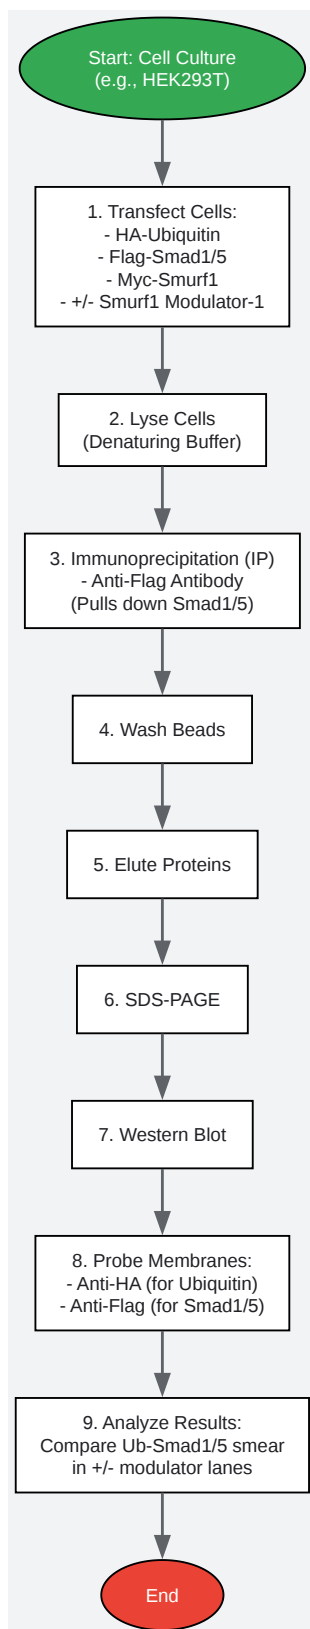 Start: Cell Culture
(e.g., HEK293T)
1. Transfect Cells:
- HA-Ubiquitin
- Flag-Smad1/5
- Myc-Smurf1
- +/- Smurf1 Modulator-1
2. Lyse Cells
(Denaturing Buffer)
3. Immunoprecipitation (IP)
- Anti-Flag Antibody
(Pulls down Smad1/5)
4. Wash Beads
5. Elute Proteins
6. SDS-PAGE
7. Western Blot
8. Probe Membranes:
- Anti-HA (for Ubiquitin)
- Anti-Flag (for Smad1/5)
9. Analyze Results:
Compare Ub-Smad1/5 smear
in +/- modulator lanes
End